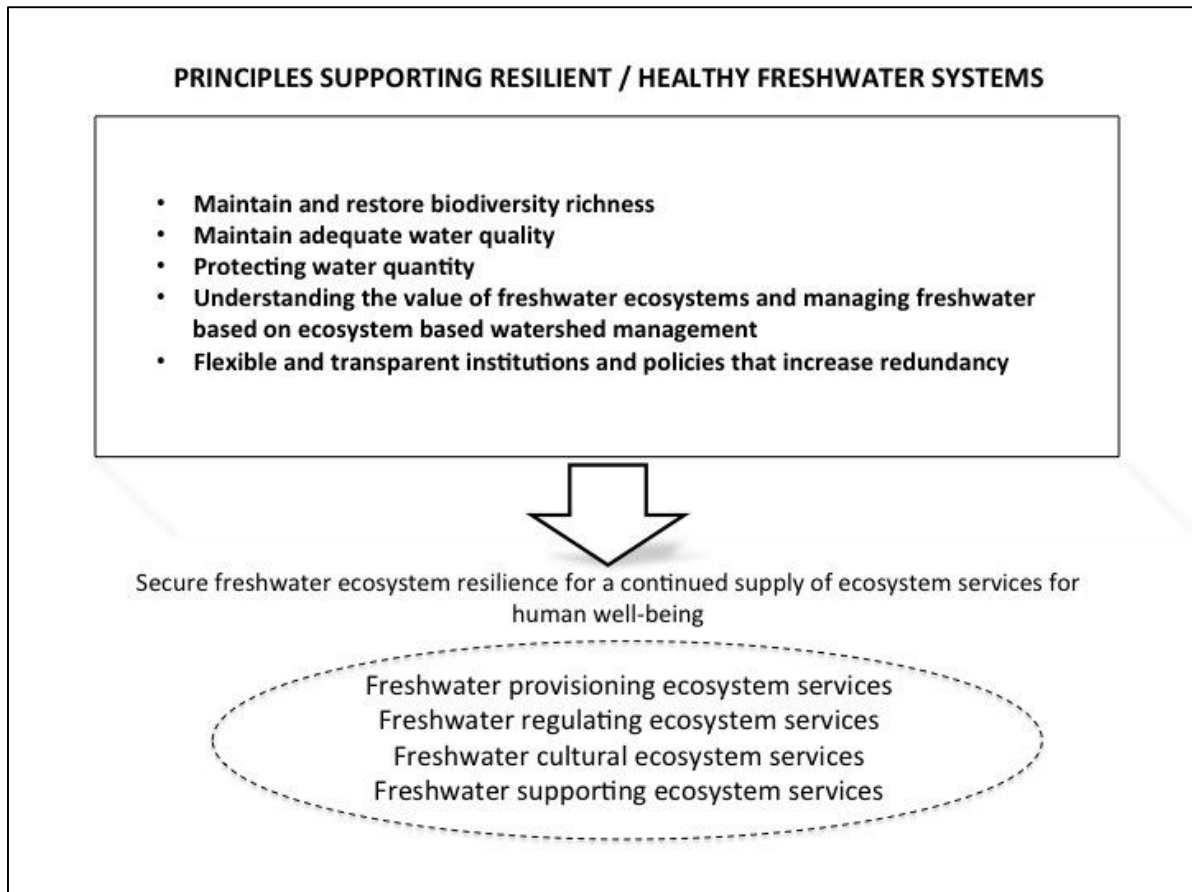 PRINCIPLES SUPPORTING RESILIENT / HEALTHY FRESHWATER SYSTEMS
• Maintain and restore biodiversity richness
• Maintain adequate water quality
• Protecting water quantity
• Understanding the value of freshwater ecosystems and managing freshwater
based on ecosystem based watershed management
• Flexible and transparent institutions and policies that increase redundancy
Secure freshwater ecosystem resilience for a continued supply of ecosystem services for
human well-being
Freshwater provisioning ecosystem services
Freshwater regulating ecosystem services
Freshwater cultural ecosystem services
Freshwater supporting ecosystem services